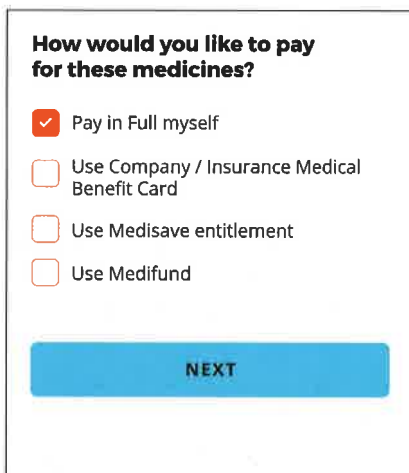 How would you like to pay
for these medicines?
Pay in Full myself
Use Company / Insurance Medical
Benefit Card
Use Medisave entitlement
Use Medifund
NEXT